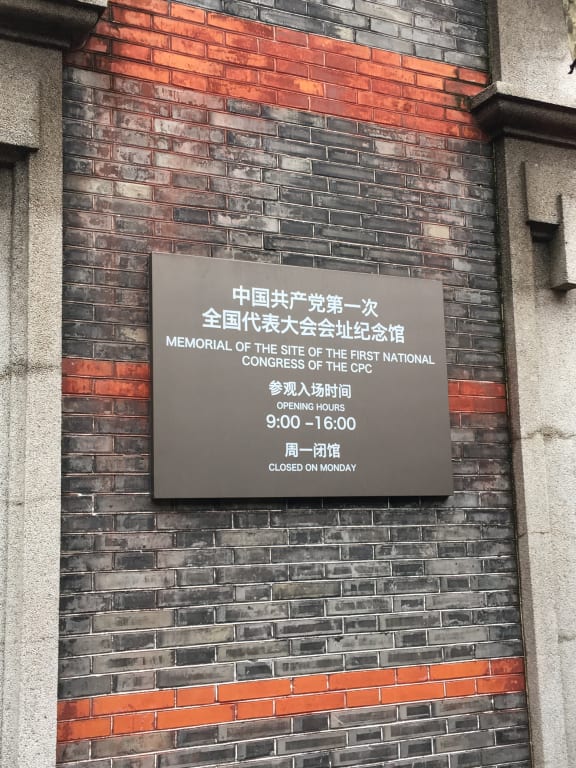 中国共产党第一次
全国代表大会会址纪念馆
MEMORIAL OF THE SITE OF THE FIRST NATIONAL
CONGRESS OF THE CPC
参观入场时间
OPENING HOURS
9:00 –16:00
周一闭馆
CLOSED ON MONDAY